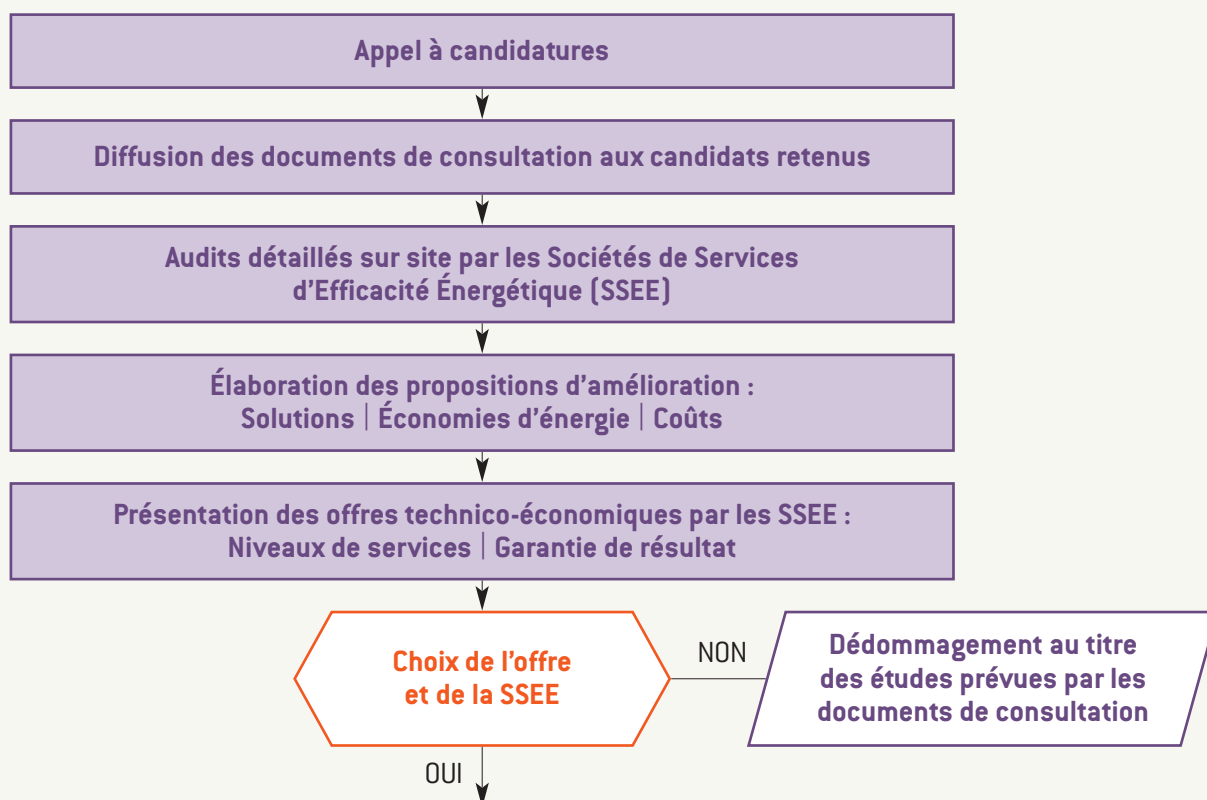 Appel à candidatures
Diffusion des documents de consultation aux candidats retenus
Audits détaillés sur site par les Sociétés de Services
d’Efficacité Énergétique (SSEE)
Élaboration des propositions d’amélioration :
Solutions | Économies d’énergie | Coûts
Présentation des offres technico-économiques par les SSEE :
Niveaux de services | Garantie de résultat
Choix de l’offre
et de la SSEE
NON
Dédommagement au titre
des études prévues par les
documents de consultation
OUI